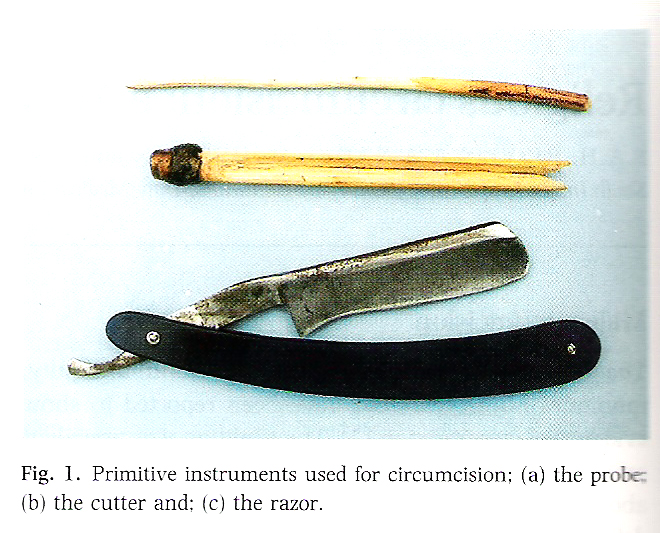 Fig. 1. Primitive instruments used for circumcision; (a) the probe;
(b) the cutter and; (c) the razor.